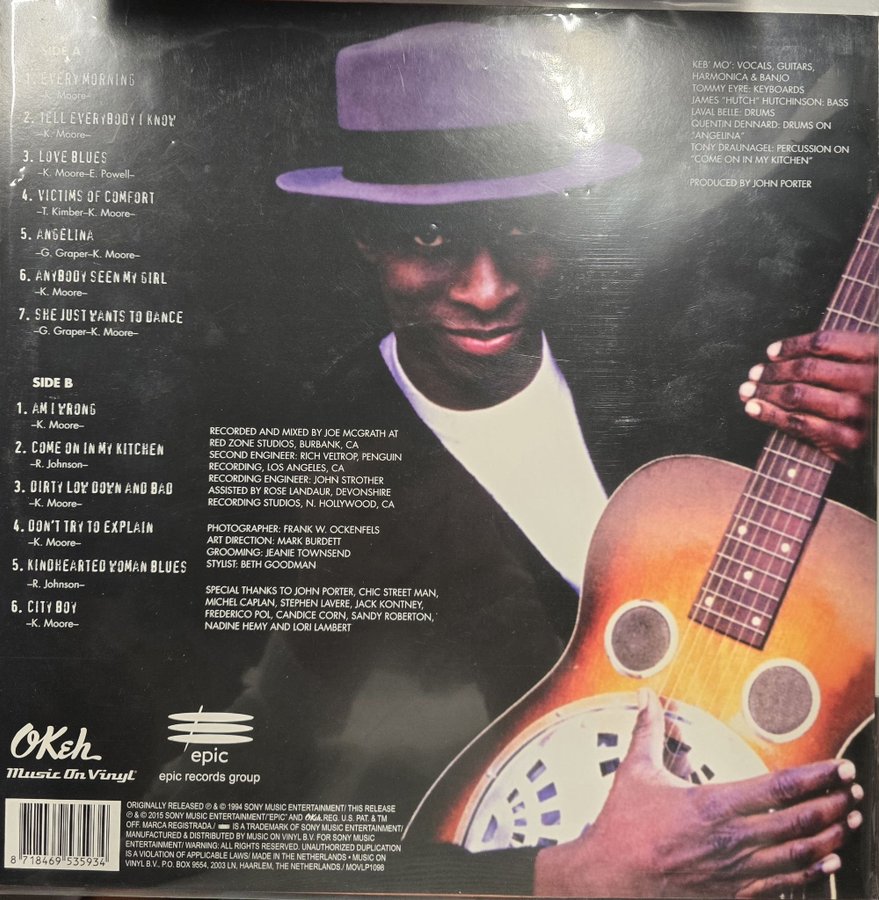 SIDE A
1. EVERY MORNING
Moore–
2. TELL EVERYBODY I KNOW
–K. Moore–
3. LOVE BLUES
–K. Moore–E. Powell–
4. VICTIMS OF COMFORT
–T. Kimber–K. Moore–
5. ANGELINA
–G. Graper–K. Moore–
6. ANYBODY SEEN MY GIRL
–K. Moore–
7. SHE JUST WANTS TO DANCE
–G. Graper–K. Moore–
SIDE B
1. AM I WRONG
–K. Moore–
2. COME ON IN MY KITCHEN
–R. Johnson–
3. DIRTY LOW DOWN AND BAD
–K. Moore–
4. DON'T TRY TO EXPLAIN
–K. Moore–
5. KINDHEARTED WOMAN BLUES
–R. Johnson–
6. CITY BOY
–K. Moore–
KEB' MO': VOCALS, GUITARS,
HARMONICA & BANJO
TOMMY EYRE: KEYBOARDS
JAMES "HUTCH" HUTCHINSON: BASS
LAVAL BELLE: DRUMS
QUENTIN DENNARD: DRUMS ON
"ANGELINA"
TONY DRAUNAGEL: PERCUSSION ON
"COME ON IN MY KITCHEN"
PRODUCED BY JOHN PORTER
RECORDED AND MIXED BY JOE MCGRATH AT
RED ZONE STUDIOS, BURBANK, CA
SECOND ENGINEER: RICH VELTROP, PENGUIN
RECORDING, LOS ANGELES, CA
RECORDING ENGINEER: JOHN STROTHER
ASSISTED BY ROSE LANDAUR, DEVONSHIRE
RECORDING STUDIOS, N. HOLLYWOOD, CA
PHOTOGRAPHER: FRANK W. OCKENFELS
ART DIRECTION: MARK BURDETT
GROOMING: JEANIE TOWNSEND
STYLIST: BETH GOODMAN
SPECIAL THANKS TO JOHN PORTER, CHIC STREET MAN,
MICHEL CAPLAN, STEPHEN LAVERE, JACK KONTNEY,
FREDERICO POL, CANDICE CORN, SANDY ROBERTON,
NADINE HEMY AND LORI LAMBERT
OKeh
Music On Vinyl
epic
epic records group
ORIGINALLY RELEASED ℗ & © 1994 SONY MUSIC ENTERTAINMENT/ THIS RELEASE
℗ & © 2015 SONY MUSIC ENTERTAINMENT/"EPIC" AND OKeh REG. U.S. PAT. & TM
OFF. MARCA REGISTRADA./ IS A TRADEMARK OF SONY MUSIC ENTERTAINMENT/
MANUFACTURED & DISTRIBUTED BY MUSIC ON VINYL B.V. FOR SONY MUSIC
ENTERTAINMENT/ WARNING: ALL RIGHTS RESERVED. UNAUTHORIZED DUPLICATION
IS A VIOLATION OF APPLICABLE LAWS/ MADE IN THE NETHERLANDS • MUSIC ON
VINYL B.V., P.O. BOX 9554, 2003 LN, HAARLEM, THE NETHERLANDS./ MOVLP1098
8 718469 535934